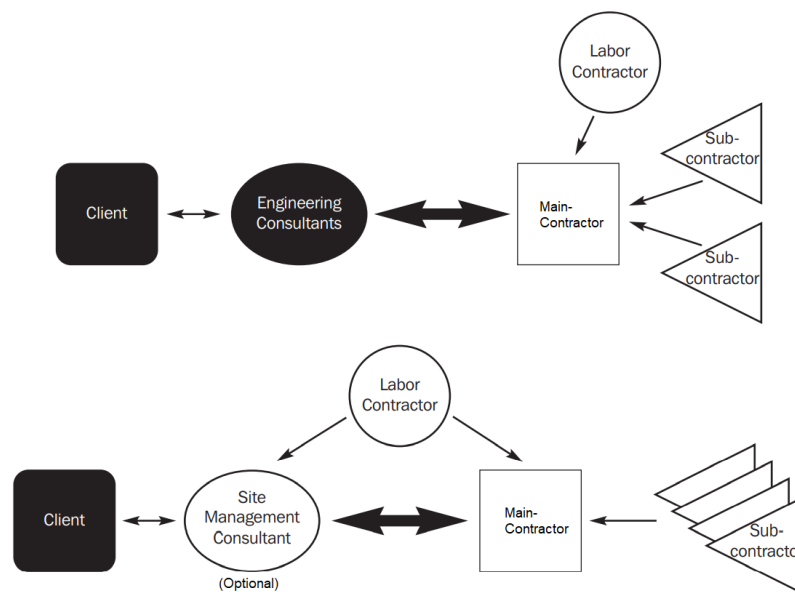 Labor
Contractor
Sub-
contractor
Client
Engineering
Consultants
Main-
Contractor
Sub-
contractor
Labor
Contractor
Client
Site
Management
Consultant
(Optional)
Main-
Contractor
Sub-
contractor